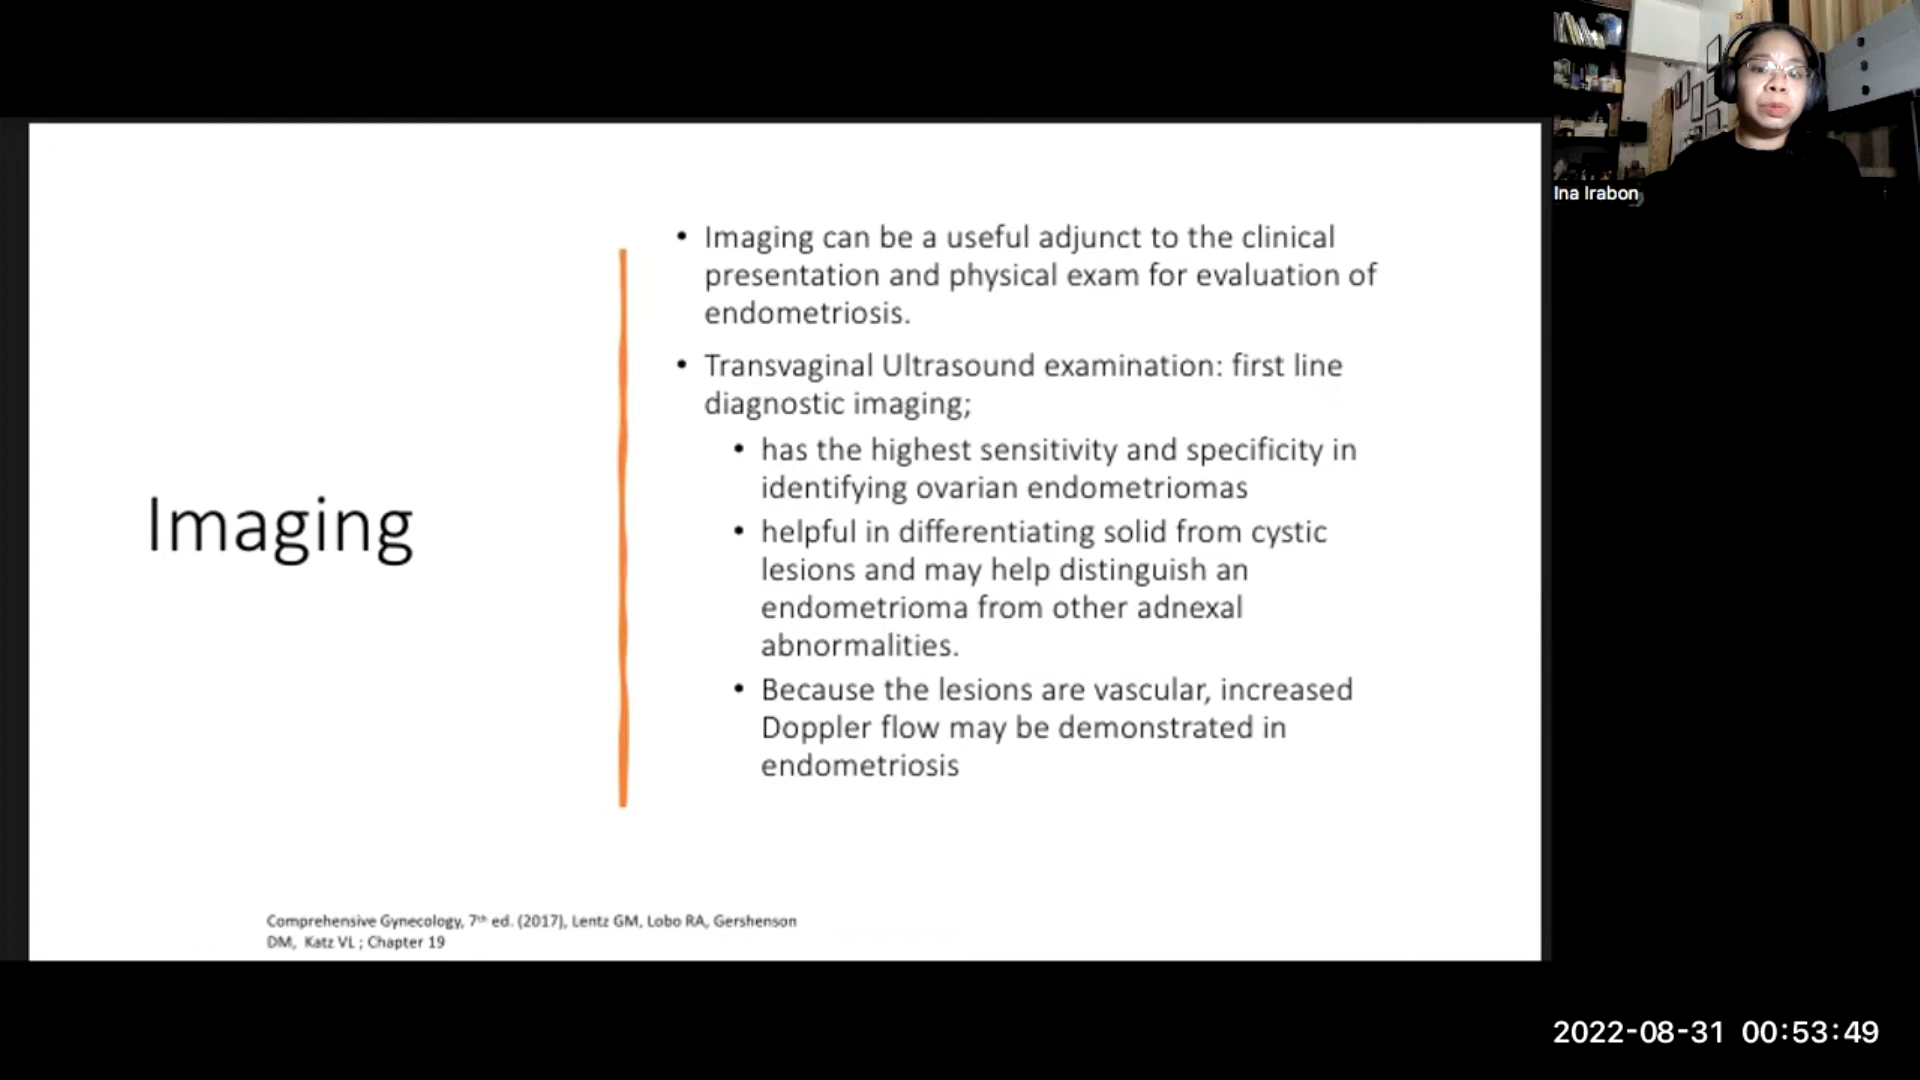 Ina Irabon
• Imaging can be a useful adjunct to the clinical
presentation and physical exam for evaluation of
endometriosis.
• Transvaginal Ultrasound examination: first line
diagnostic imaging;
• has the highest sensitivity and specificity in
identifying ovarian endometriomas
• helpful in differentiating solid from cystic
lesions and may help distinguish an
endometrioma from other adnexal
abnormalities.
• Because the lesions are vascular, increased
Doppler flow may be demonstrated in
endometriosis
Imaging
Comprehensive Gynecology, 7th ed. (2017), Lentz GM, Lobo RA, Gershenson
DM, Katz VL ; Chapter 19
2022-08-31 00:53:49